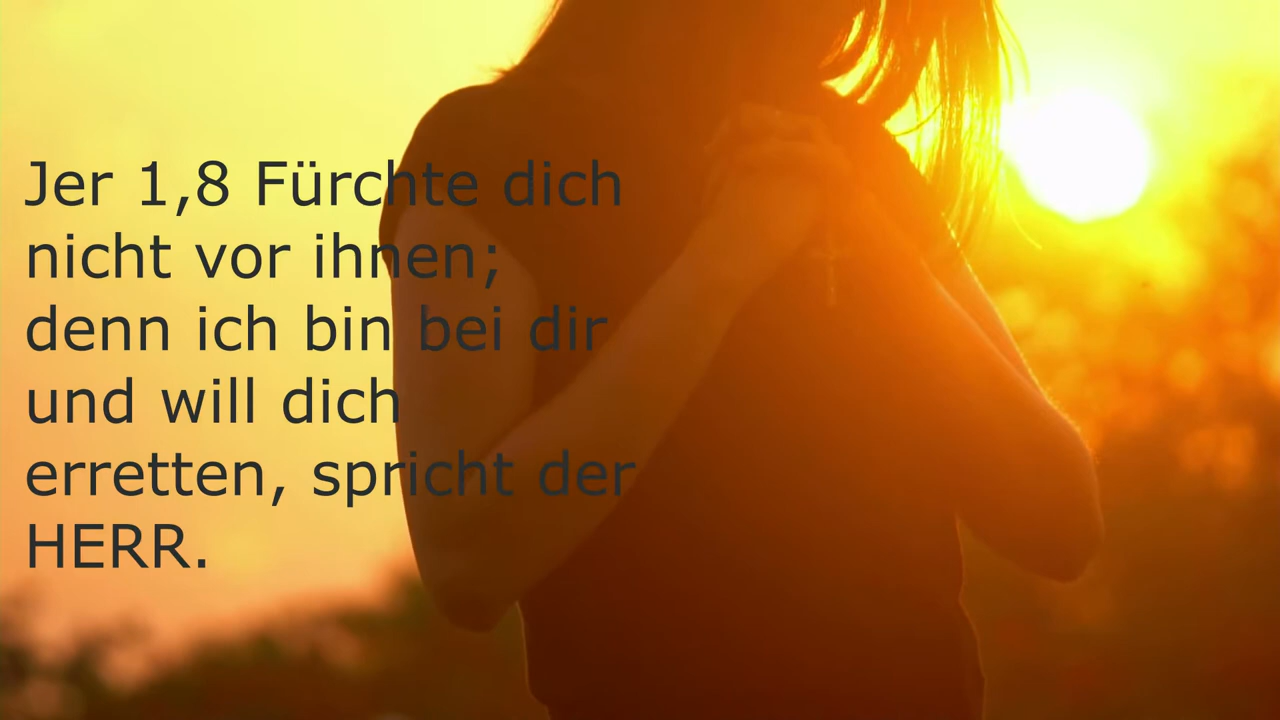 Jer 1,8 Fürchte dich
nicht vor ihnen;
denn ich bin bei dir
und will dich
erretten, spricht der
HERR.